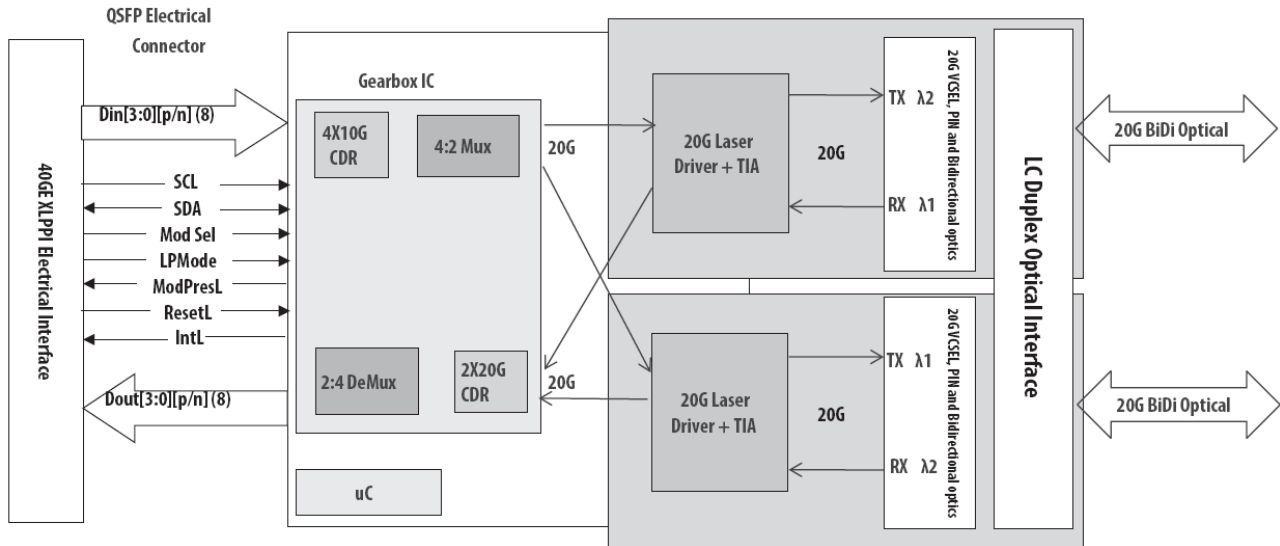 QSFP Electrical
Connector
40GE XLPPI Electrical Interface
Din[3:0][p/n] (8)
SCL
SDA
Mod Sel
LPMode
ModPresL
ResetL
IntL
Dout[3:0][p/n] (8)
Gearbox IC
4X10G
CDR
4:2 Mux
2:4 DeMux
2X20G
CDR
uC
20G
20G
20G Laser
Driver + TIA
20G
TX λ2
RX λ1
20G VCSEL, PIN and Bidirectional optics
20G Laser
Driver + TIA
20G
TX λ1
RX λ2
20G VCSEL, PIN and Bidirectional optics
LC Duplex Optical Interface
20G BiDi Optical
20G BiDi Optical